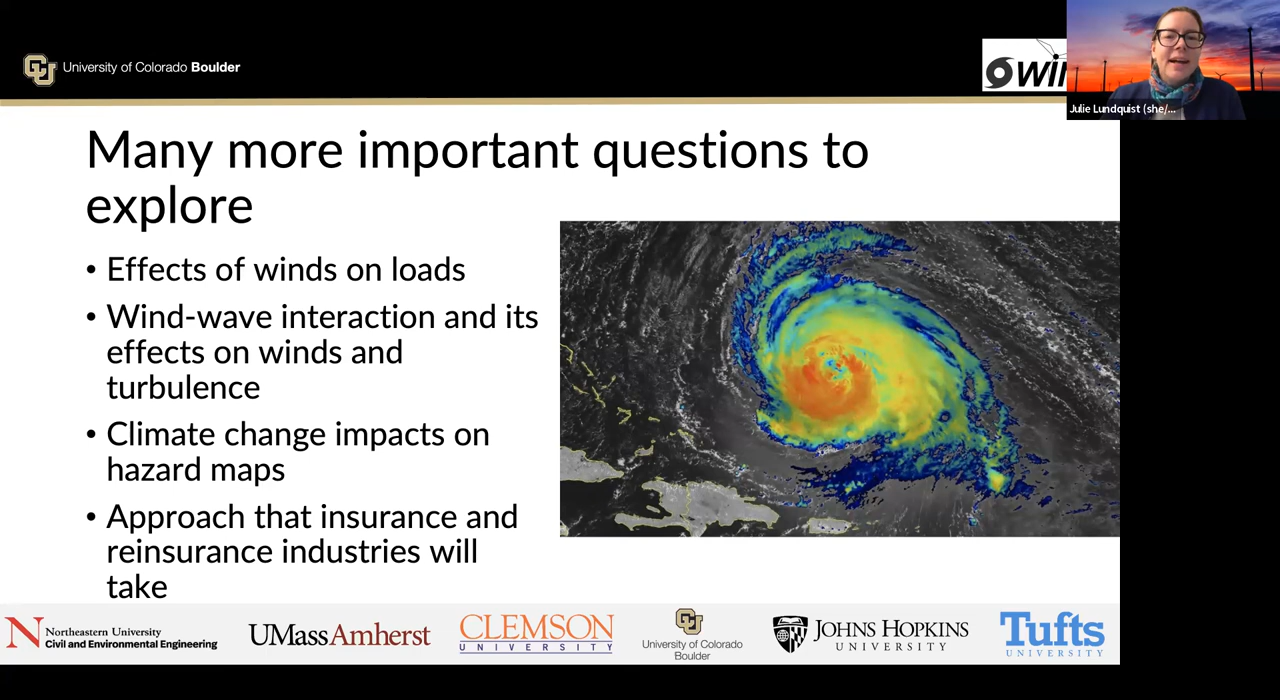 University of Colorado Boulder
Julie Lundquist (she/...
Many more important questions to
explore
• Effects of winds on loads
• Wind-wave interaction and its
effects on winds and
turbulence
• Climate change impacts on
hazard maps
• Approach that insurance and
reinsurance industries will
take
N Northeastern University
Civil and Environmental Engineering
UMassAmherst
CLEMSON
UNIVERSITY
University of Colorado
Boulder
JOHNS HOPKINS
UNIVERSITY
Tufts
UNIVERSITY